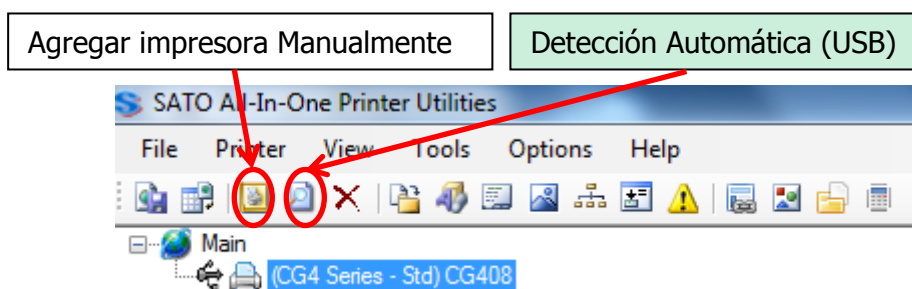 Agregar impresora Manualmente
Detección Automática (USB)
SATO All-In-One Printer Utilities
File Printer View Tools Options Help
Main
(CG4 Series - Std) CG408